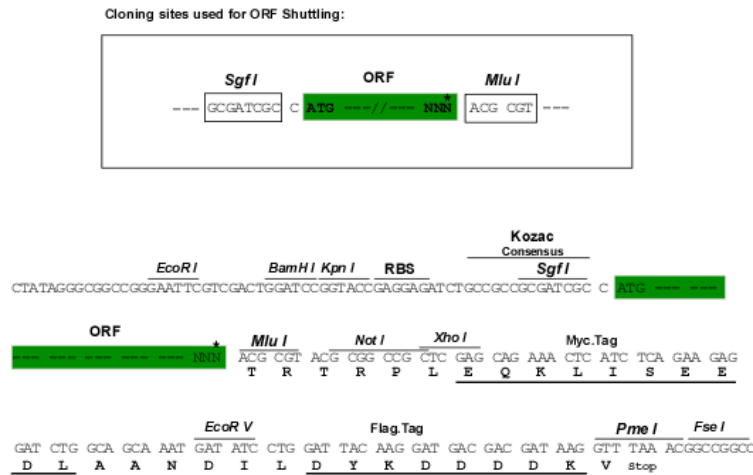 Cloning sites used for ORF Shuttling:
Sgf I ORF Mlu I
--- GCGATCGC C ATG ---//--- NNN* ACG CGT ---
Kozac
Consensus
EcoR I BamH I Kpn I RBS Sgf I
CTATAGGGCGGCCGGGAATTCGTCGACTGGATCCGGTACCGAGGAGATCTGCCGCCGCGATCGC C ATG --- ---
ORF * Mlu I Not I Xho I Myc.Tag
--- --- --- --- --- NNN ACG CGT ACG CGG CCG CTC GAG CAG AAA CTC ATC TCA GAA GAG
T R T R P L E Q K L I S E E
EcoR V Flag.Tag Pme I Fse I
GAT CTG GCA GCA AAT GAT ATC CTG GAT TAC AAG GAT GAC GAC GAT AAG GTT TAA ACGGCCGGCC
D L A A N D I L D Y K D D D D K V Stop